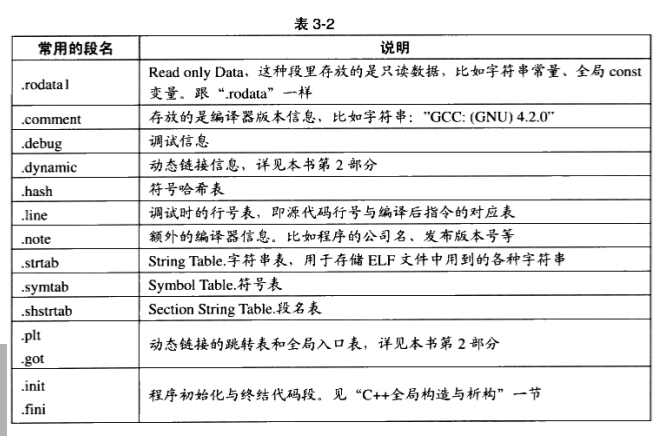 表 3-2
常用的段名 说明
.rodata1 Read only Data，这种段里存放的是只读数据，比如字符串常量、全局 const
变量。跟“.rodata”一样
.comment 存放的是编译器版本信息，比如字符串：”GCC: (GNU) 4.2.0”
.debug 调试信息
.dynamic 动态链接信息，详见本书第 2 部分
.hash 符号哈希表
.line 调试时的行号表，即源代码行号与编译后指令的对应表
.note 额外的编译器信息。比如程序的公司名、发布版本号等
.strtab String Table.字符串表，用于存储 ELF 文件中用到的各种字符串
.symtab Symbol Table.符号表
.shstrtab Section String Table.段名表
.plt
.got 动态链接的跳转表和全局入口表，详见本书第 2 部分
.init
.fini 程序初始化与终结代码段。见“C++全局构造与析构”一节